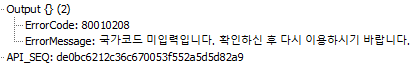 Output {} (2)
ErrorCode: 80010208
ErrorMessage: 국가코드 미입력입니다, 확인하신 후 다시 이용하시기 바랍니다.
API_SEQ: de0bc6212c36c670053f552a5d5d82a9